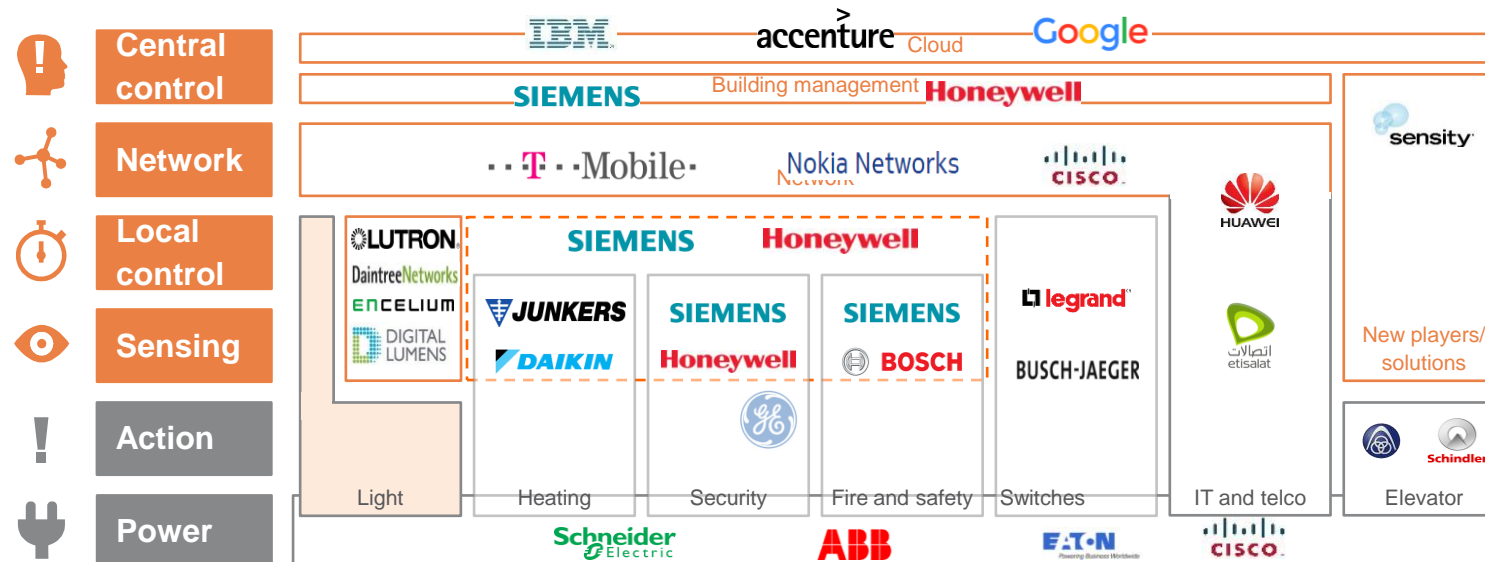 IBM
accenture
Cloud
Google
Central
control
Building management
SIEMENS
Honeywell
sensity
Network
T Mobile
Nokia Networks
Network
CISCO
HUAWEI
Local
control
LUTRON
DaintreeNetworks
ENCELIUM
DIGITAL
LUMENS
SIEMENS
Honeywell
JUNKERS
DAIKIN
SIEMENS
Honeywell
SIEMENS
BOSCH
legrand
BUSCH-JAEGER
اتصالات
etisalat
Sensing
New players/
solutions
Action
GE
Schindler
Light
Heating
Security
Fire and safety
Switches
IT and telco
Elevator
Power
Schneider
Electric
ABB
EATON
Powering Business Worldwide
CISCO